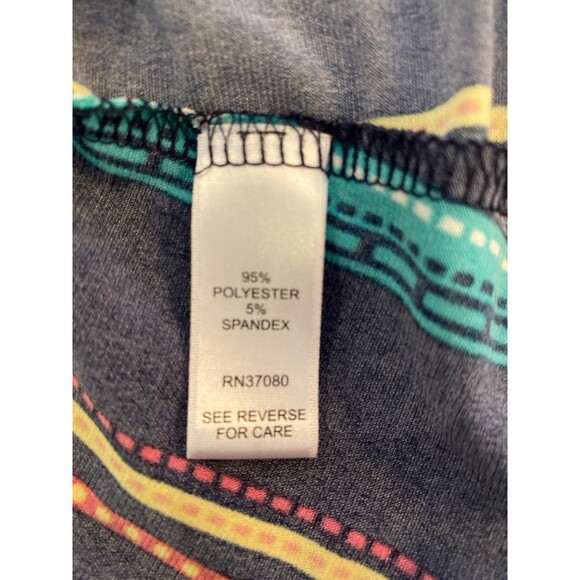 95%
POLYESTER
5%
SPANDEX
RN37080
SEE REVERSE
FOR CARE